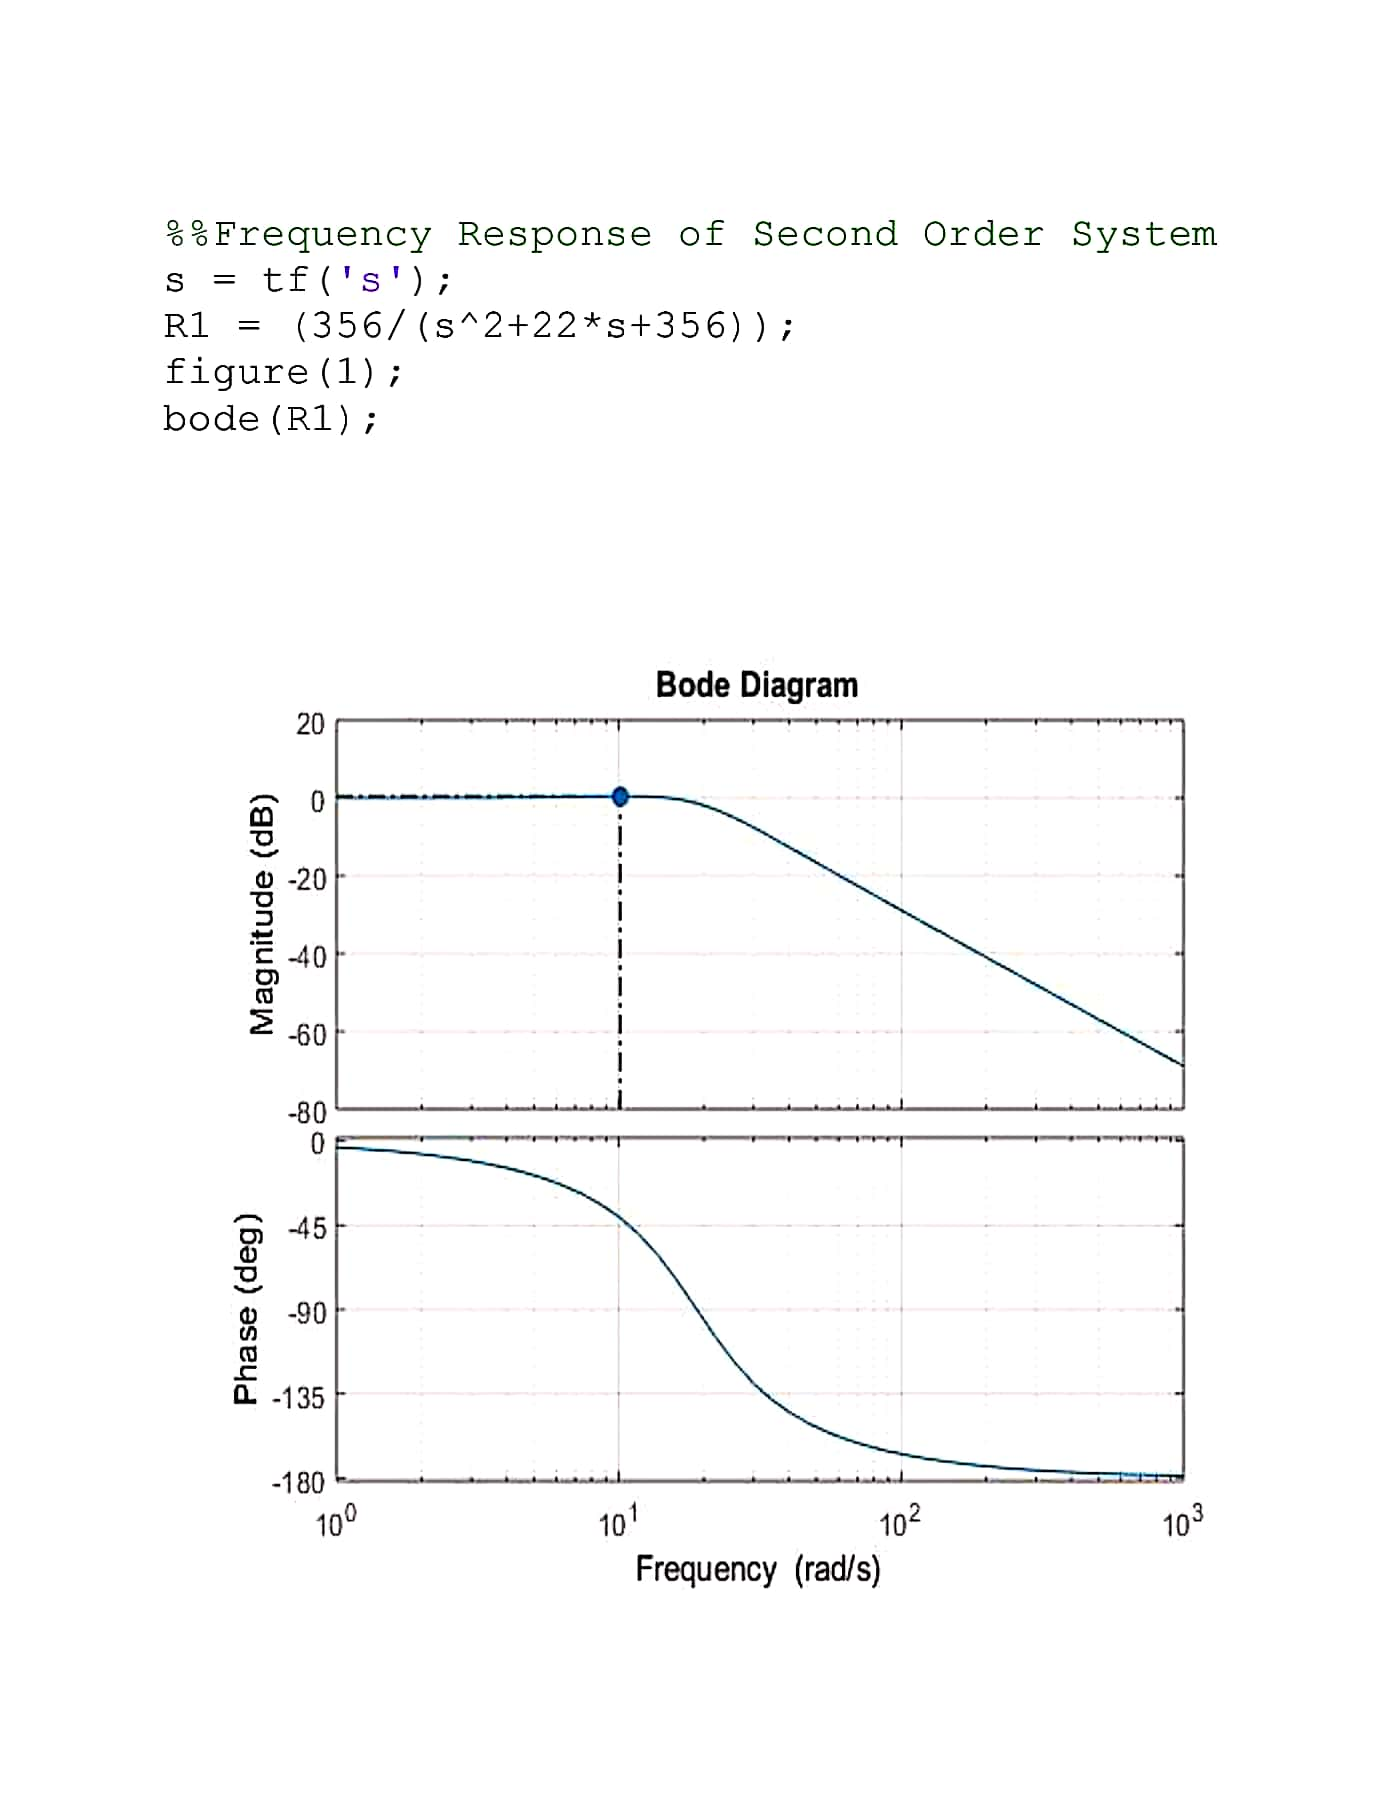 %%Frequency Response of Second Order System
s = tf('s');
R1 = (356/(s^2+22*s+356));
figure(1);
bode(R1);
Bode Diagram
20
0
-20
-40
-60
-80
Magnitude (dB)
0
-45
-90
-135
-180
Phase (deg)
10^0 10^1 10^2 10^3
Frequency (rad/s)